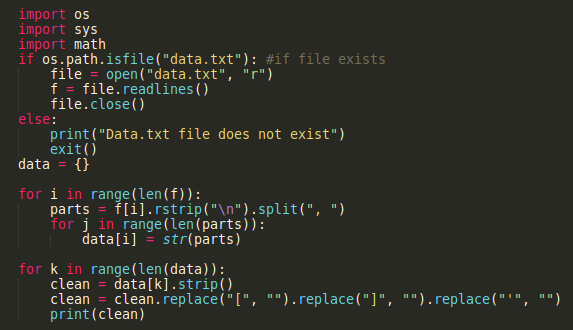 import os
import sys
import math
if os.path.isfile("data.txt"): #if file exists
    file = open("data.txt", "r")
    f = file.readlines()
    file.close()
else:
    print("Data.txt file does not exist")
    exit()
data = {}

for i in range(len(f)):
    parts = f[i].rstrip("\n").split(", ")
    for j in range(len(parts)):
        data[i] = str(parts)

for k in range(len(data)):
    clean = data[k].strip()
    clean = clean.replace("[", "").replace("]", "").replace("'", "")
    print(clean)